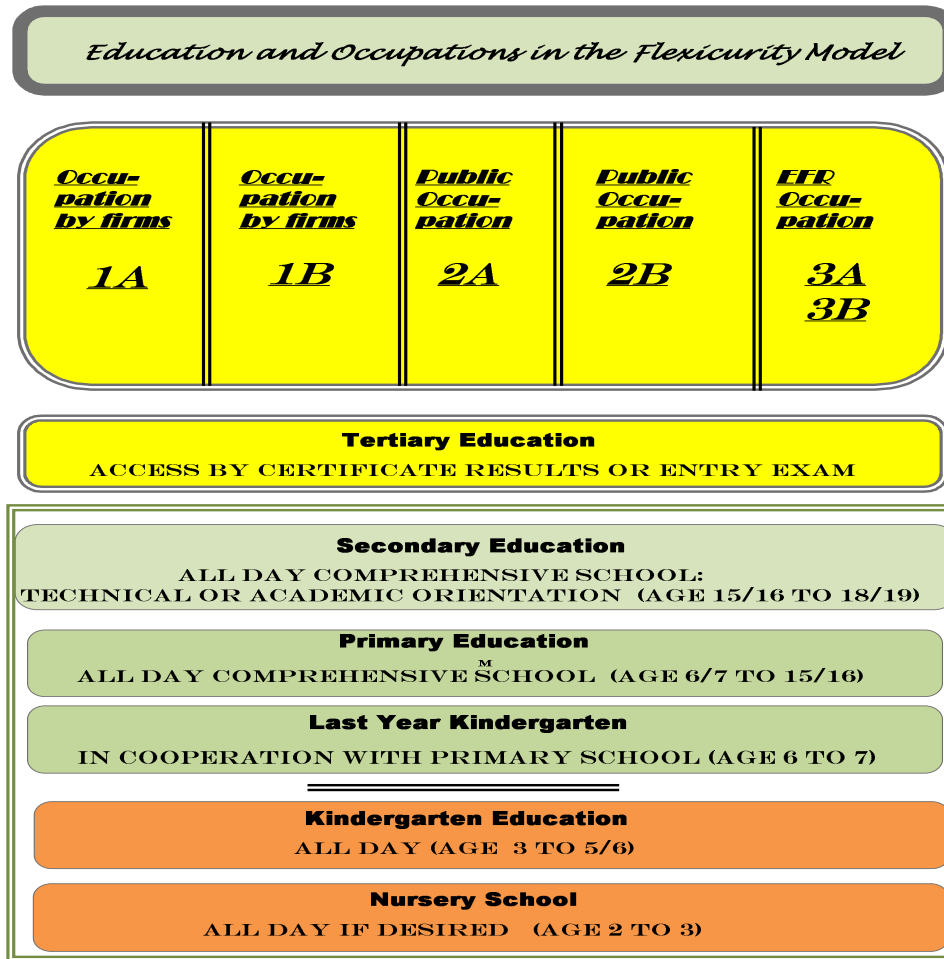 Education and Occupations in the Flexicurity Model
Occu-
pation
by firms
1A
Occu-
pation
by firms
1B
Public
Occu-
pation
2A
Public
Occu-
pation
2B
EFR
Occu-
pation
3A
3B
Tertiary Education
ACCESS BY CERTIFICATE RESULTS OR ENTRY EXAM
Secondary Education
ALL DAY COMPREHENSIVE SCHOOL:
TECHNICAL OR ACADEMIC ORIENTATION (AGE 15/16 TO 18/19)
Primary Education
M
ALL DAY COMPREHENSIVE SCHOOL (AGE 6/7 TO 15/16)
Last Year Kindergarten
IN COOPERATION WITH PRIMARY SCHOOL (AGE 6 TO 7)
Kindergarten Education
ALL DAY (AGE 3 TO 5/6)
Nursery School
ALL DAY IF DESIRED (AGE 2 TO 3)